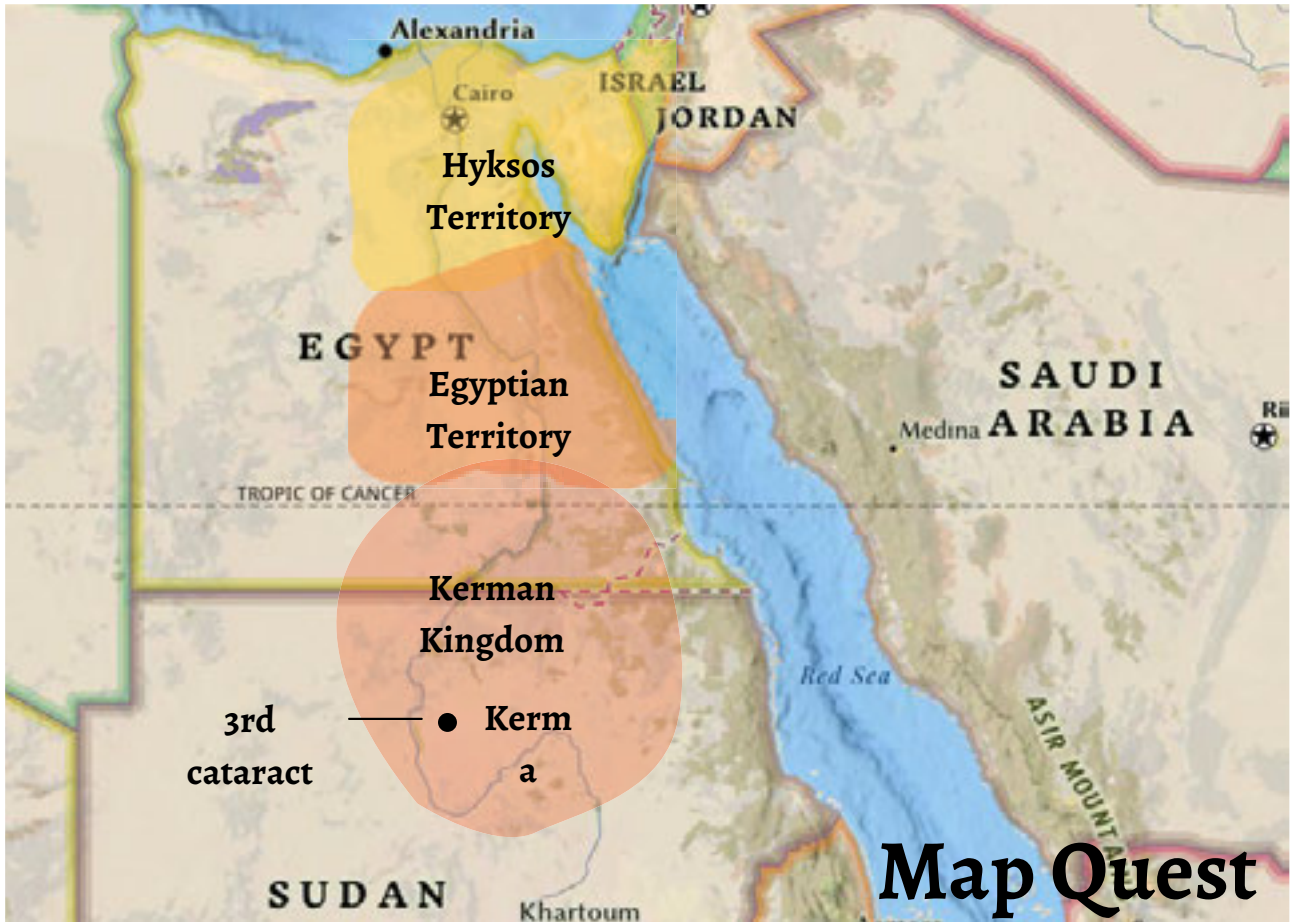 Alexandria
Cairo
ISRAEL
JORDAN
Hyksos
Territory
EGYPT
Egyptian
Territory
SAUDI
ARABIA
Medina
TROPIC OF CANCER
Kerman
Kingdom
Red Sea
3rd
cataract
Kerm
a
ASIR MOUNTA
SUDAN
Khartoum
Map Quest